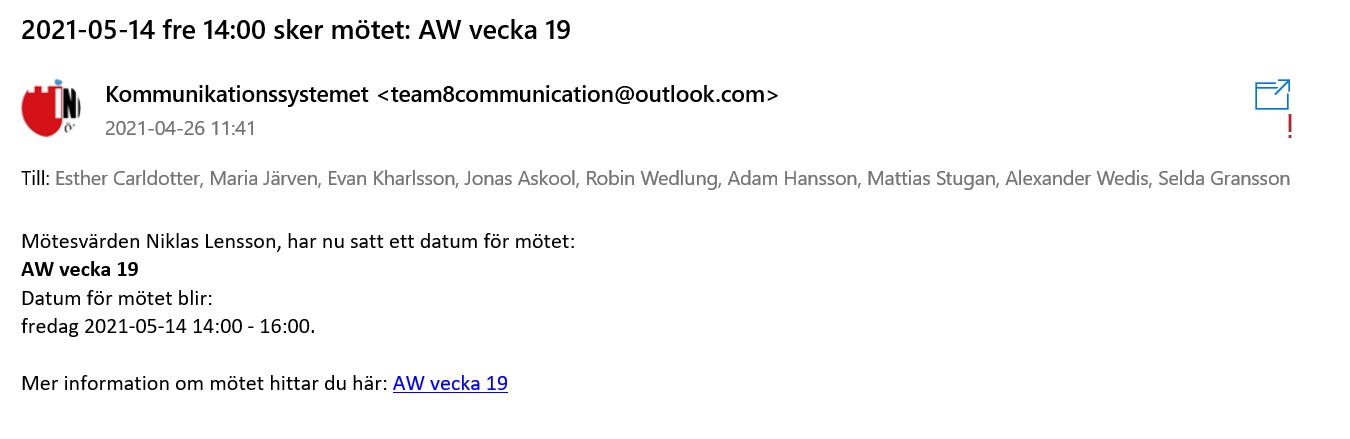 2021-05-14 fre 14:00 sker mötet: AW vecka 19
Kommunikationssystemet <team8communication@outlook.com>
2021-04-26 11:41
Till: Esther Carldotter, Maria Järven, Evan Kharlsson, Jonas Askool, Robin Wedlung, Adam Hansson, Mattias Stugan, Alexander Wedis, Selda Gransson
Mötesvärden Niklas Lensson, har nu satt ett datum för mötet:
AW vecka 19
Datum för mötet blir:
fredag 2021-05-14 14:00 - 16:00.
Mer information om mötet hittar du här: AW vecka 19